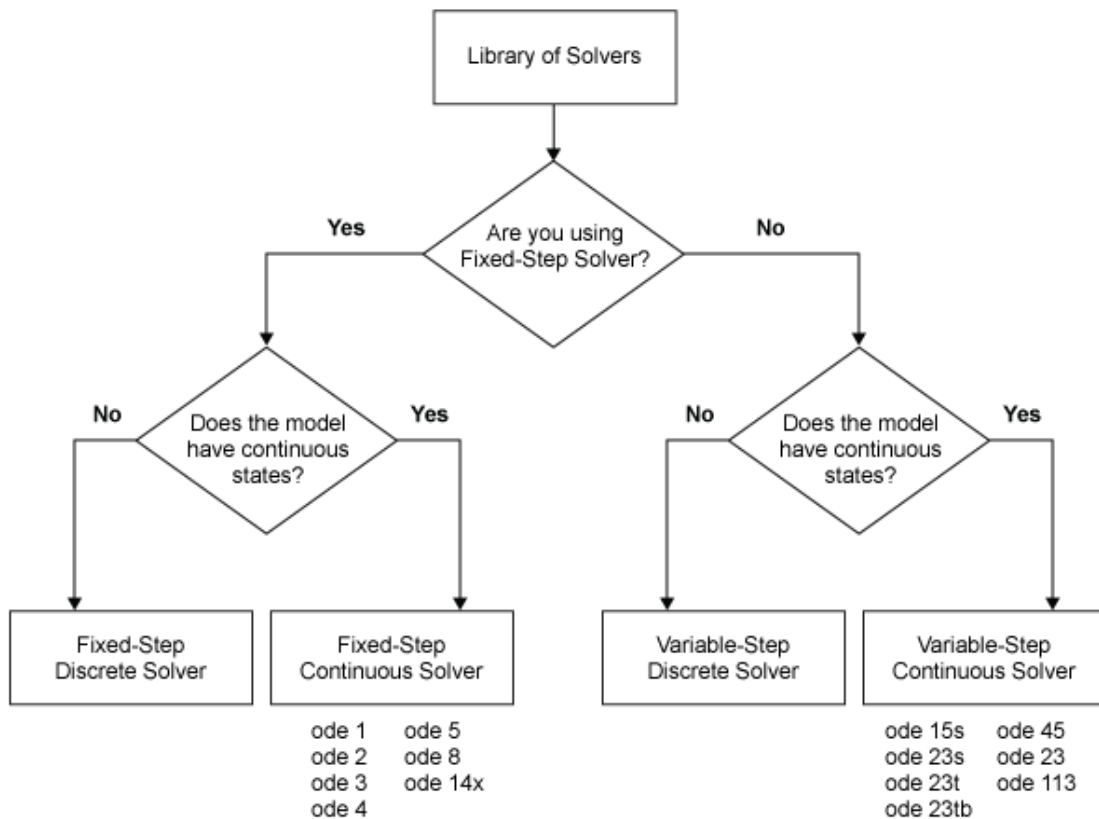 Library of Solvers
Are you using
Fixed-Step Solver?
Yes
No
Does the model
have continuous
states?
No
Yes
Does the model
have continuous
states?
No
Yes
Fixed-Step
Discrete Solver
Fixed-Step
Continuous Solver
Variable-Step
Discrete Solver
Variable-Step
Continuous Solver
ode 1 ode 5
ode 2 ode 8
ode 3 ode 14x
ode 4
ode 15s ode 45
ode 23s ode 23
ode 23t ode 113
ode 23tb